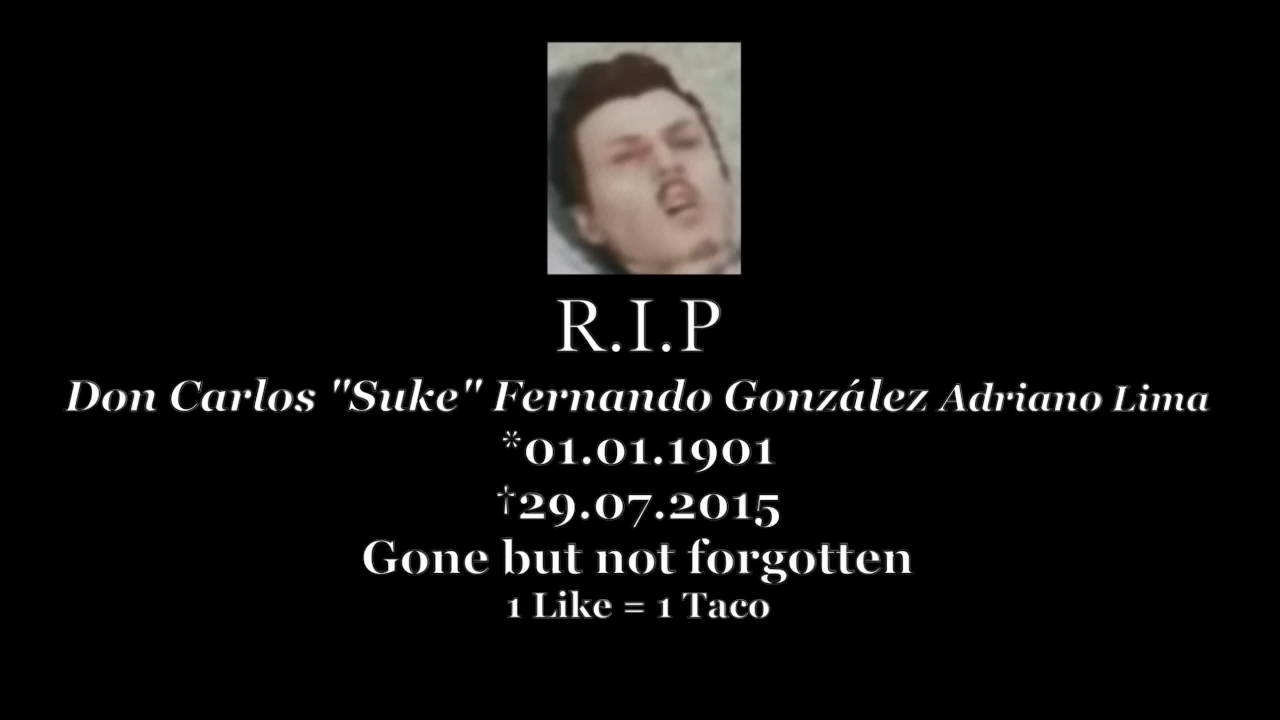 R.I.P
Don Carlos "Suke" Fernando González Adriano Lima
*01.01.1901
†29.07.2015
Gone but not forgotten
1 Like = 1 Taco